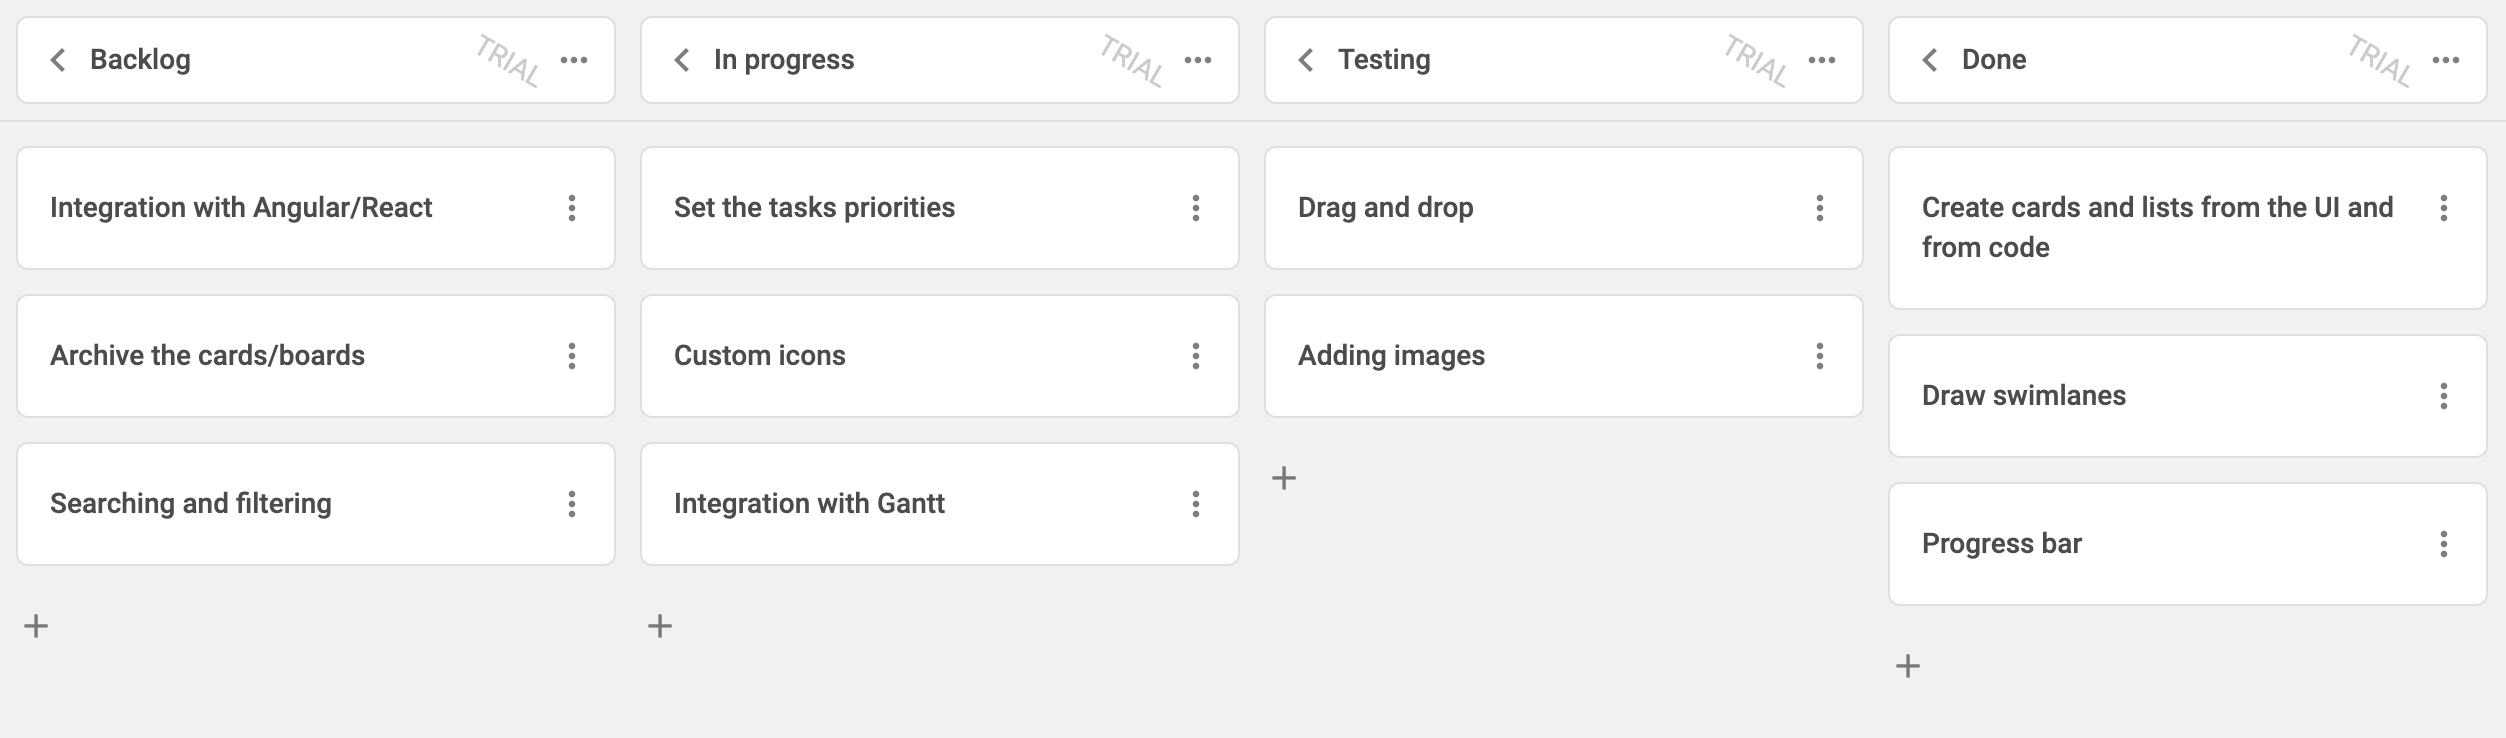 Backlog
TRIAL
In progress
TRIAL
Testing
TRIAL
Done
TRIAL
Integration with Angular/React
Archive the cards/boards
Searching and filtering
Set the tasks priorities
Custom icons
Integration with Gantt
Drag and drop
Adding images
Create cards and lists from the UI and
from code
Draw swimlanes
Progress bar